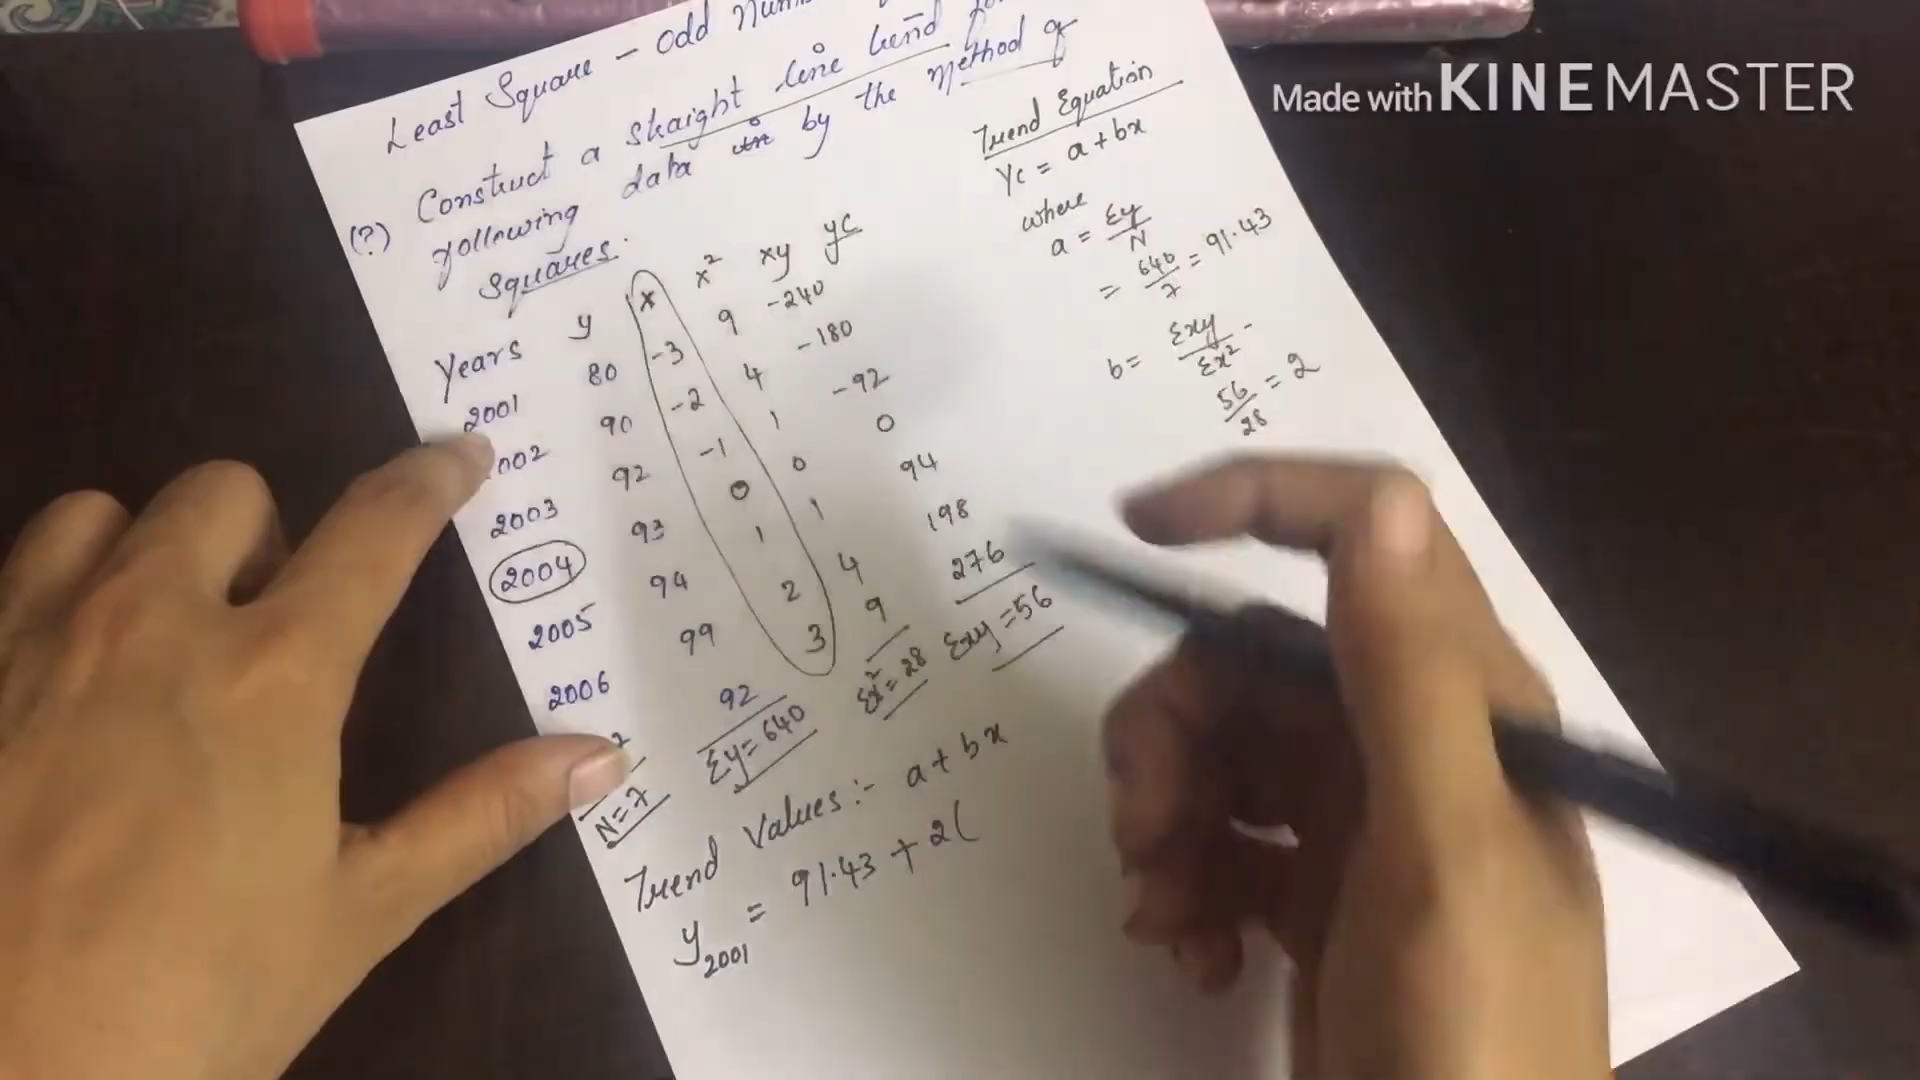 Made with KINEMASTER
Least Square - Odd
(?) Construct a straight line trend
following data by the method of
squares:
Years y x x² xy yc
2001 80 -3 9 -240
2002 90 -2 4 -180
2003 92 -1 1 -92
2004 93 0 0 0
2005 94 1 1 94
2006 99 2 4 198
92 3 9 276
N=7 Σy=640 Σx²=28 Σxy=56
Trend Equation
Yc = a + bx
where
a = Σy/N
= 640/7 = 91.43
b = Σxy/Σx² -
56/28 = 2
Trend Values:- a + bx
y2001 = 91.43 + 2(